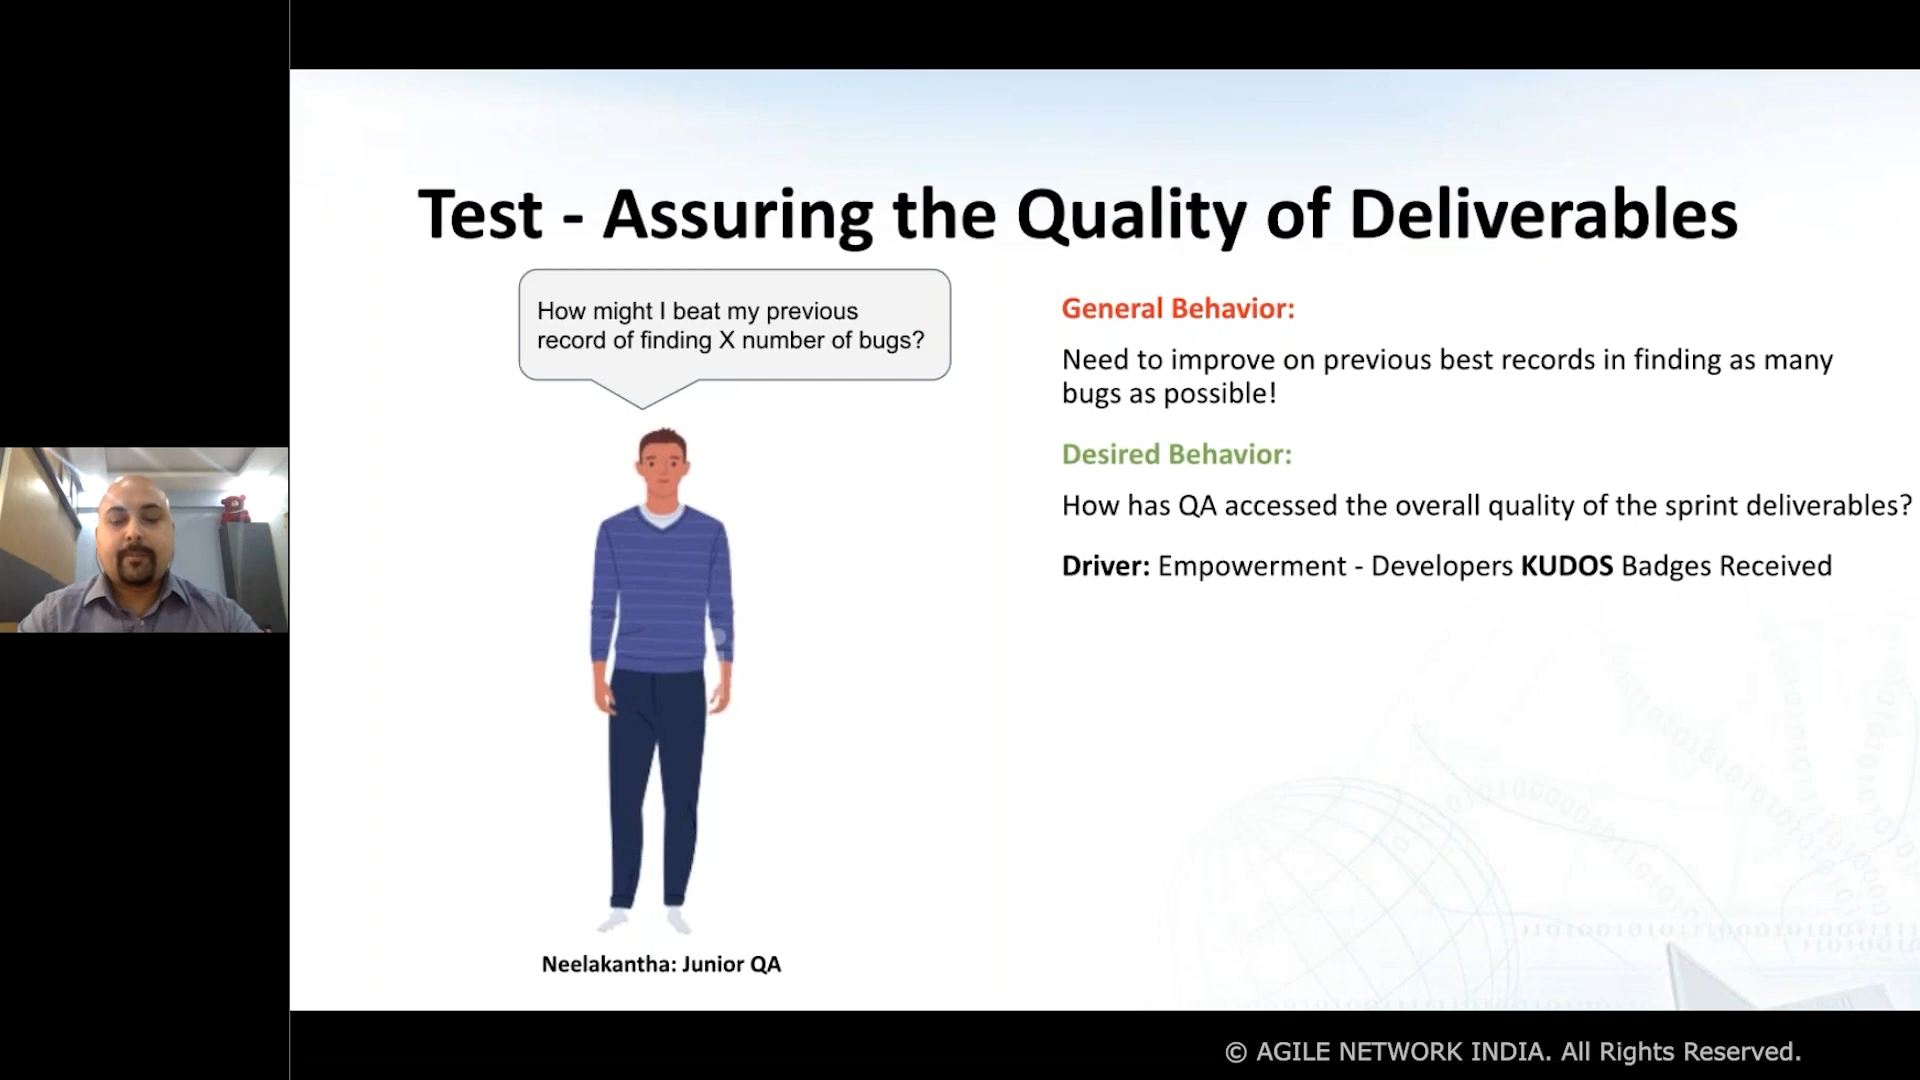 Test - Assuring the Quality of Deliverables
How might I beat my previous
record of finding X number of bugs?
Neelakantha: Junior QA
General Behavior:
Need to improve on previous best records in finding as many
bugs as possible!
Desired Behavior:
How has QA accessed the overall quality of the sprint deliverables?
Driver: Empowerment - Developers KUDOS Badges Received
© AGILE NETWORK INDIA. All Rights Reserved.